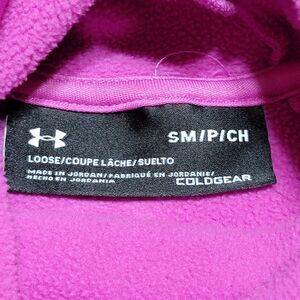 SM/P/CH
LOOSE/COUPE LÂCHE/SUELTO
MADE IN JORDAN/FABRIQUÉ EN JORDANIE/
HECHO EN JORDANIA
COLDGEAR